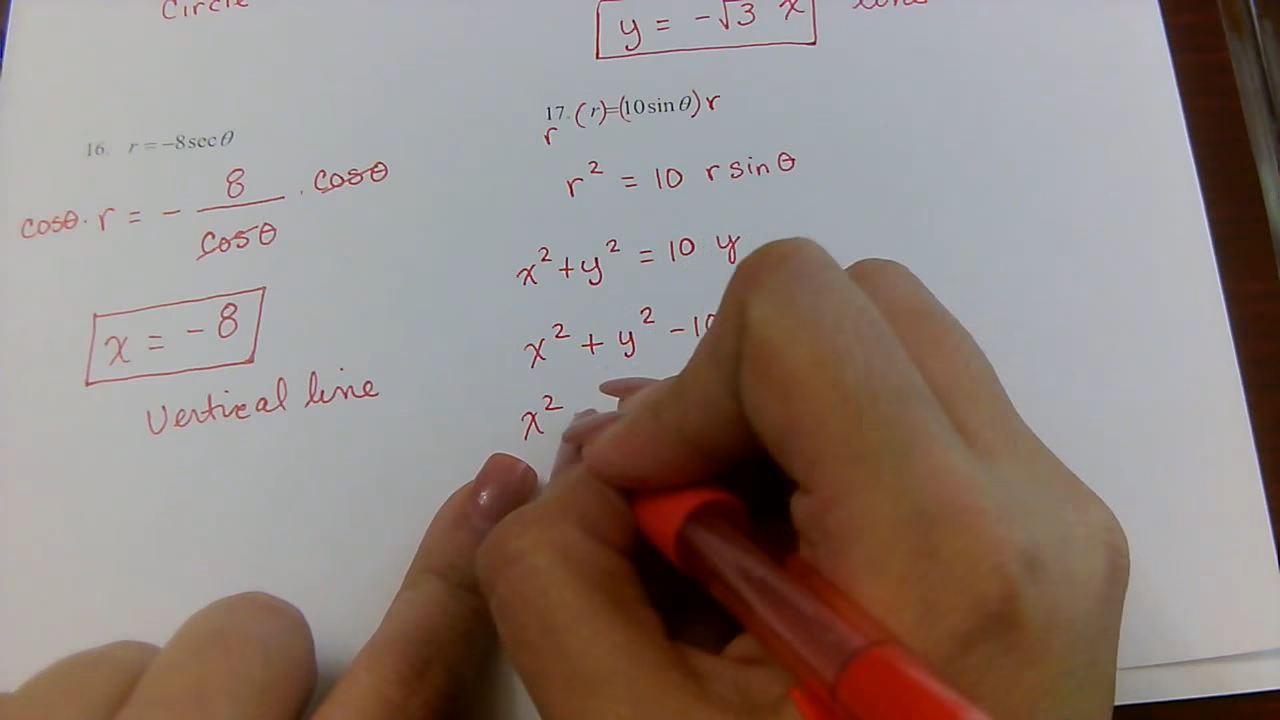 Circle
y = -√3 x
16. r = -8 sec θ
cosθ · r = - 8/cosθ · cosθ
x = -8
Vertical line
17. r (r) = (10 sin θ) r
r² = 10 r sin θ
x² + y² = 10 y
x² + y² - 10
x²